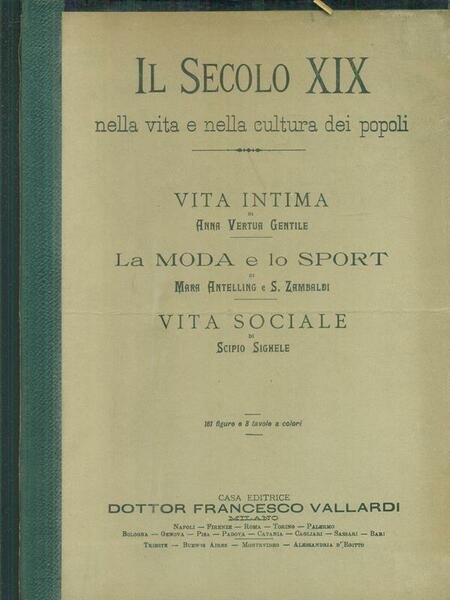 IL SECOLO XIX
nella vita e nella cultura dei popoli
VITA INTIMA
DI
ANNA VERTUA GENTILE
LA MODA e lo SPORT
DI
MARA ANTELLING e S. ZAMBALDI
VITA SOCIALE
DI
SCIPIO SIGHELE
161 figure e 8 tavole a colori
CASA EDITRICE
DOTTOR FRANCESCO VALLARDI
MILANO
NAPOLI — FIRENZE — ROMA — TORINO — PALERMO
BOLOGNA — GENOVA — PISA — PADOVA — CATANIA — CAGLIARI — SASSARI — BARI
TRIESTE — BUENOS AIRES — MONTEVIDEO — ALESSANDRIA D'EGITTO